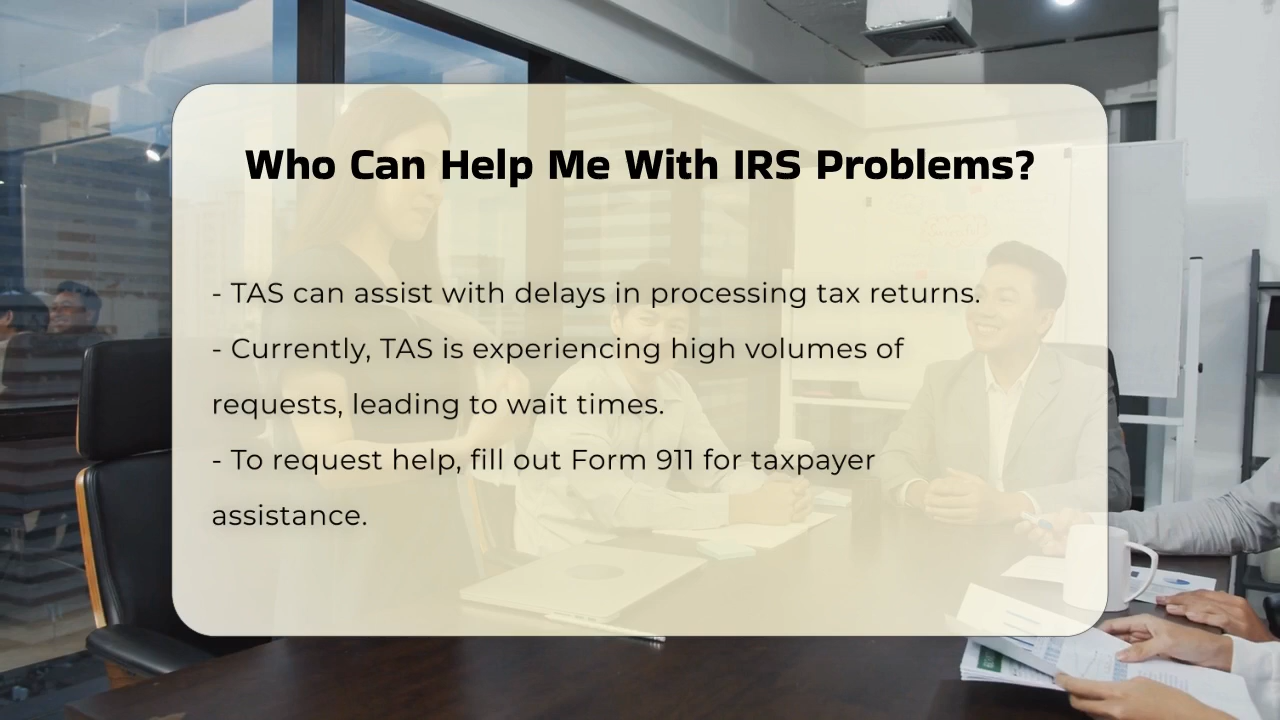 Who Can Help Me With IRS Problems?
- TAS can assist with delays in processing tax returns.
- Currently, TAS is experiencing high volumes of
requests, leading to wait times.
- To request help, fill out Form 911 for taxpayer
assistance.